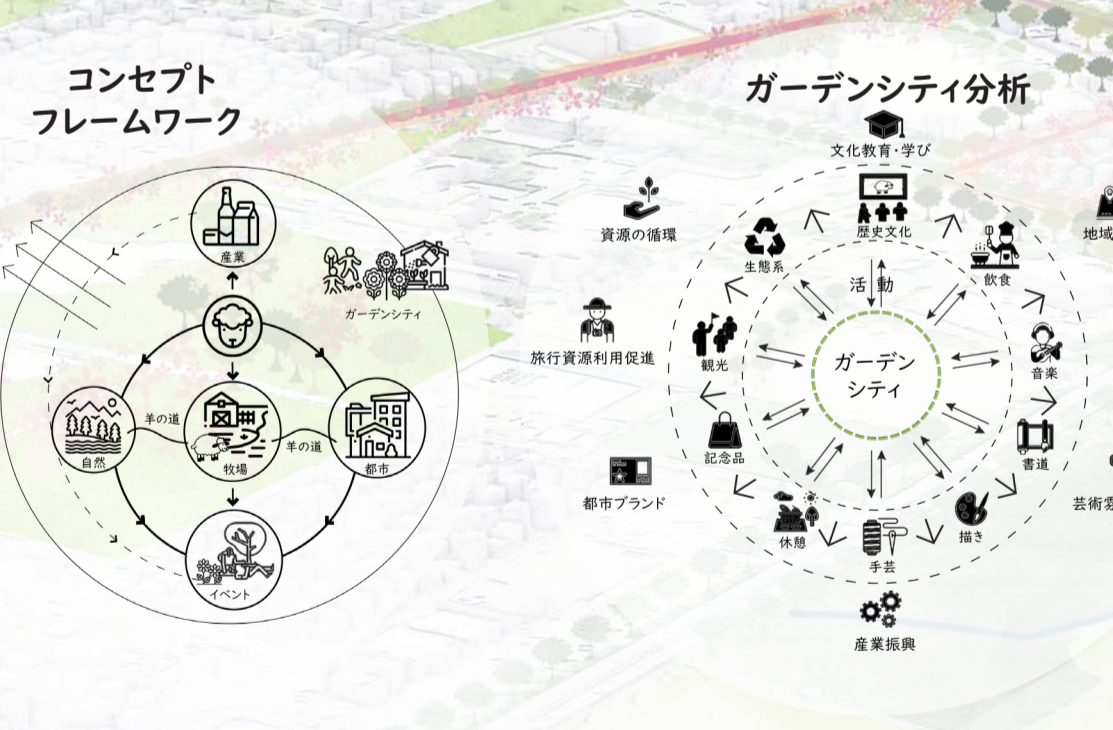 コンセプト
フレームワーク
産業
ガーデンシティ
羊の道
羊の道
自然
牧場
都市
イベント
ガーデンシティ分析
文化教育・学び
資源の循環
歴史文化
地域
生態系
飲食
活動
旅行資源利用促進
観光
ガーデン
シティ
音楽
記念品
書道
都市ブランド
芸術雰
休憩
描き
手芸
産業振興